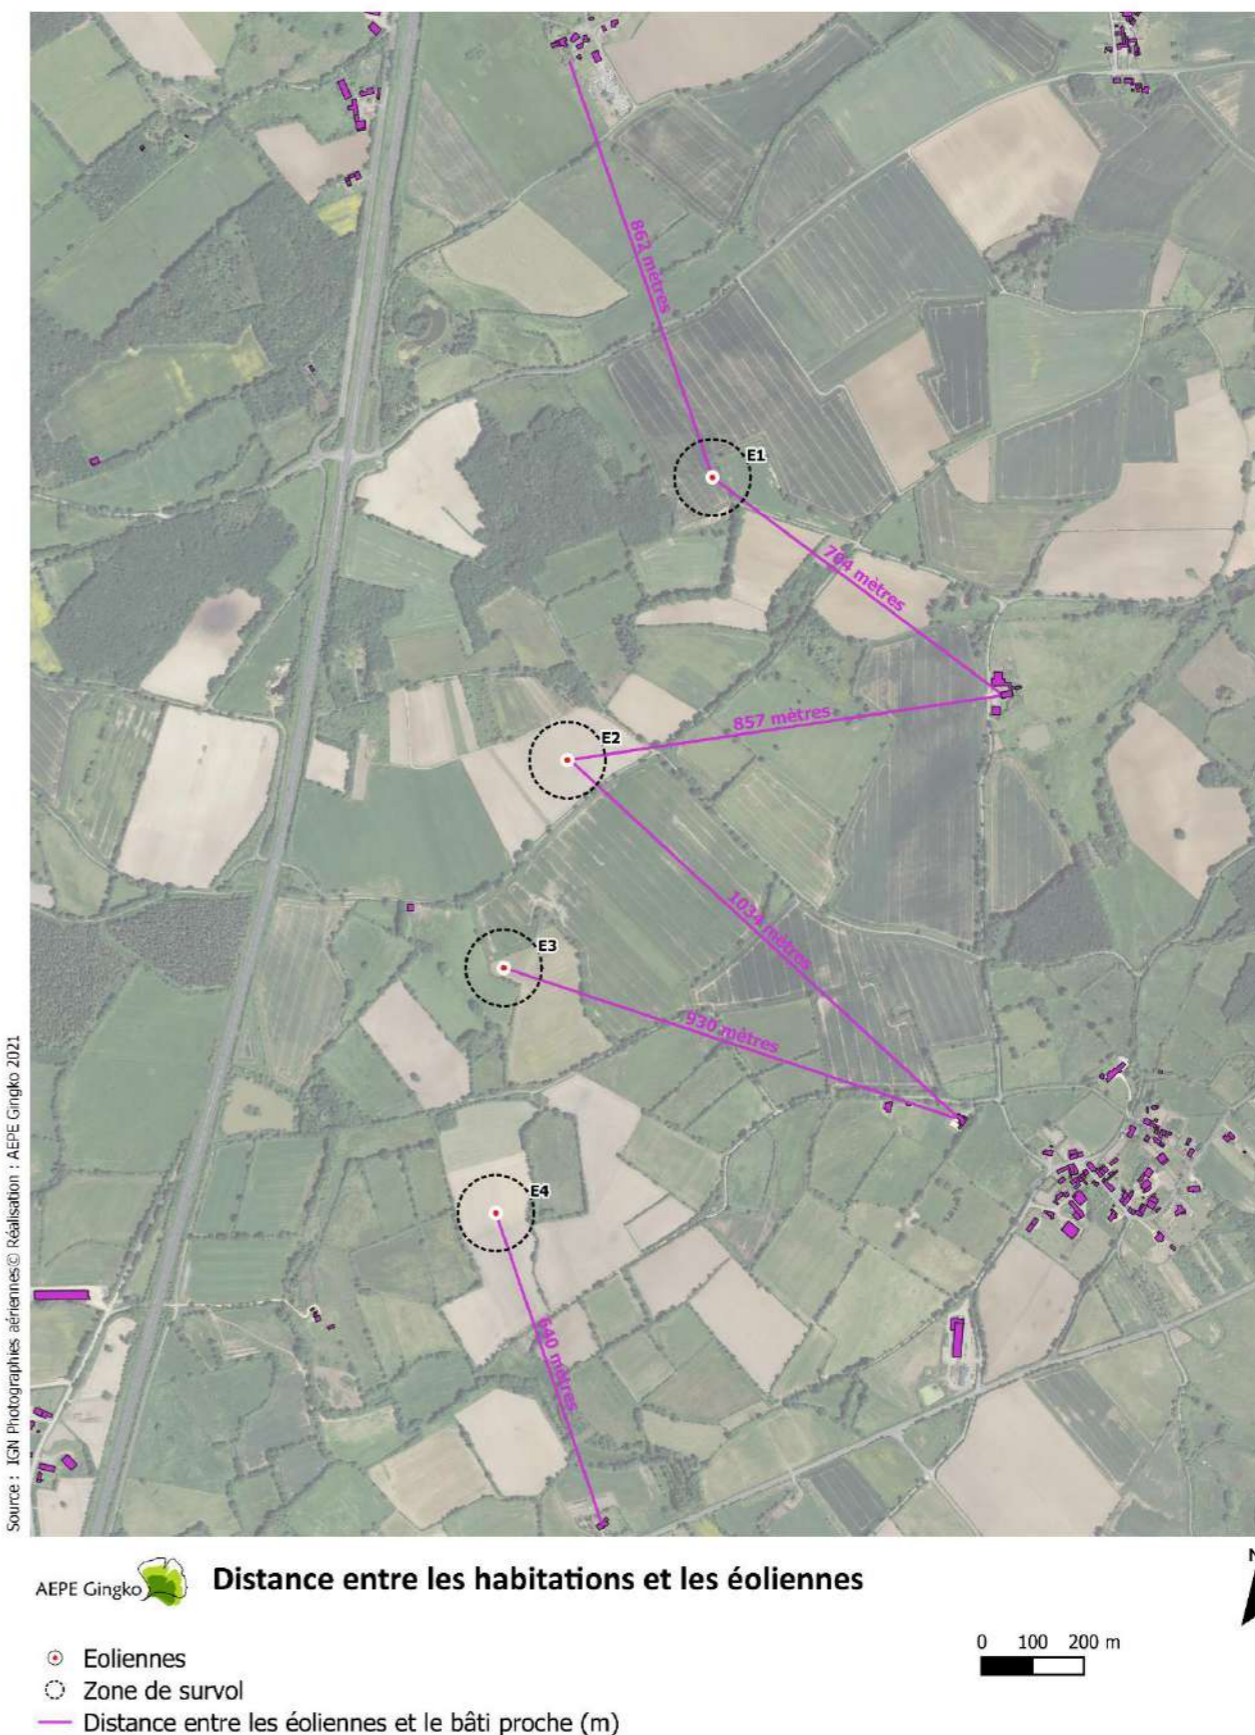 862 mètres
E1
704 mètres
857 mètres
E2
1034 mètres
E3
930 mètres
E4
640 mètres
Source : IGN Photographies aériennes© Réalisation : AEPE Gingko 2021
AEPE Gingko
Distance entre les habitations et les éoliennes
N
0 100 200 m
Eoliennes
Zone de survol
Distance entre les éoliennes et le bâti proche (m)